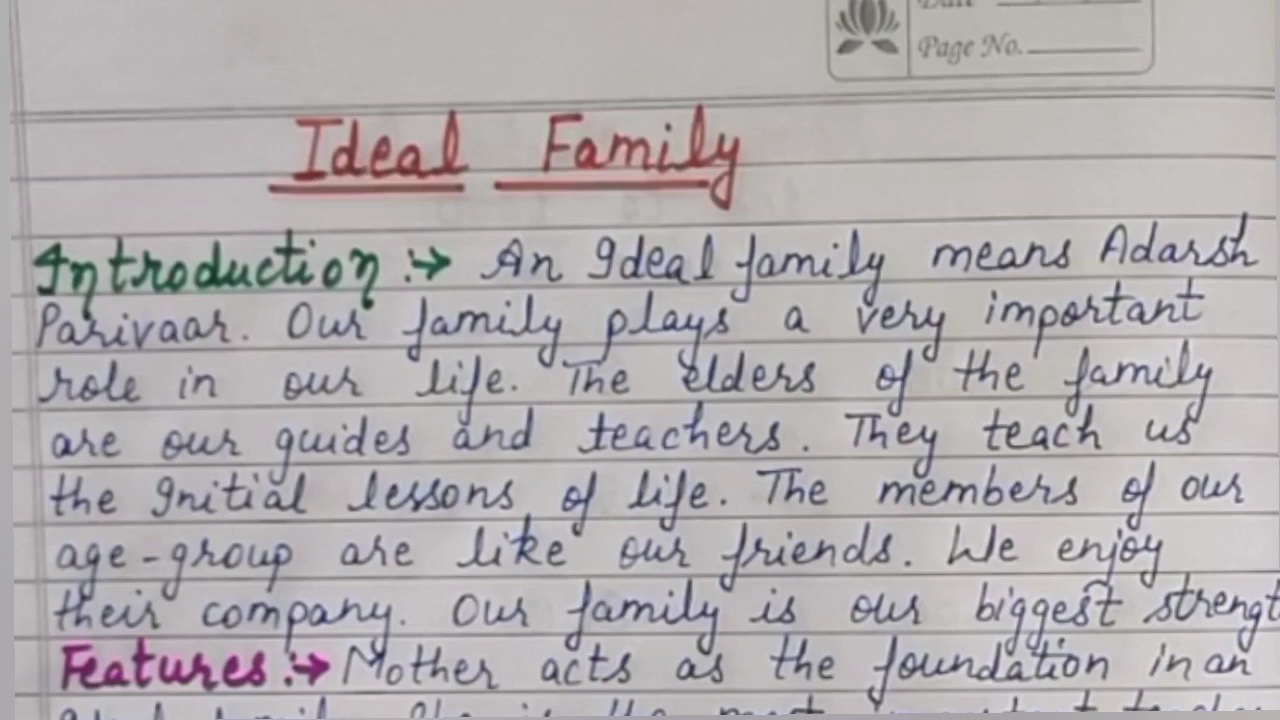 Date
Page No.
Ideal Family
Introduction :→ An Ideal family means Adarsh
Parivaar. Our family plays a very important
role in our life. The elders of the family
are our guides and teachers. They teach us
the Initial lessons of life. The members of our
age-group are like our friends. We enjoy
their company. Our family is our biggest strengt
Features :→ Mother acts as the foundation in an